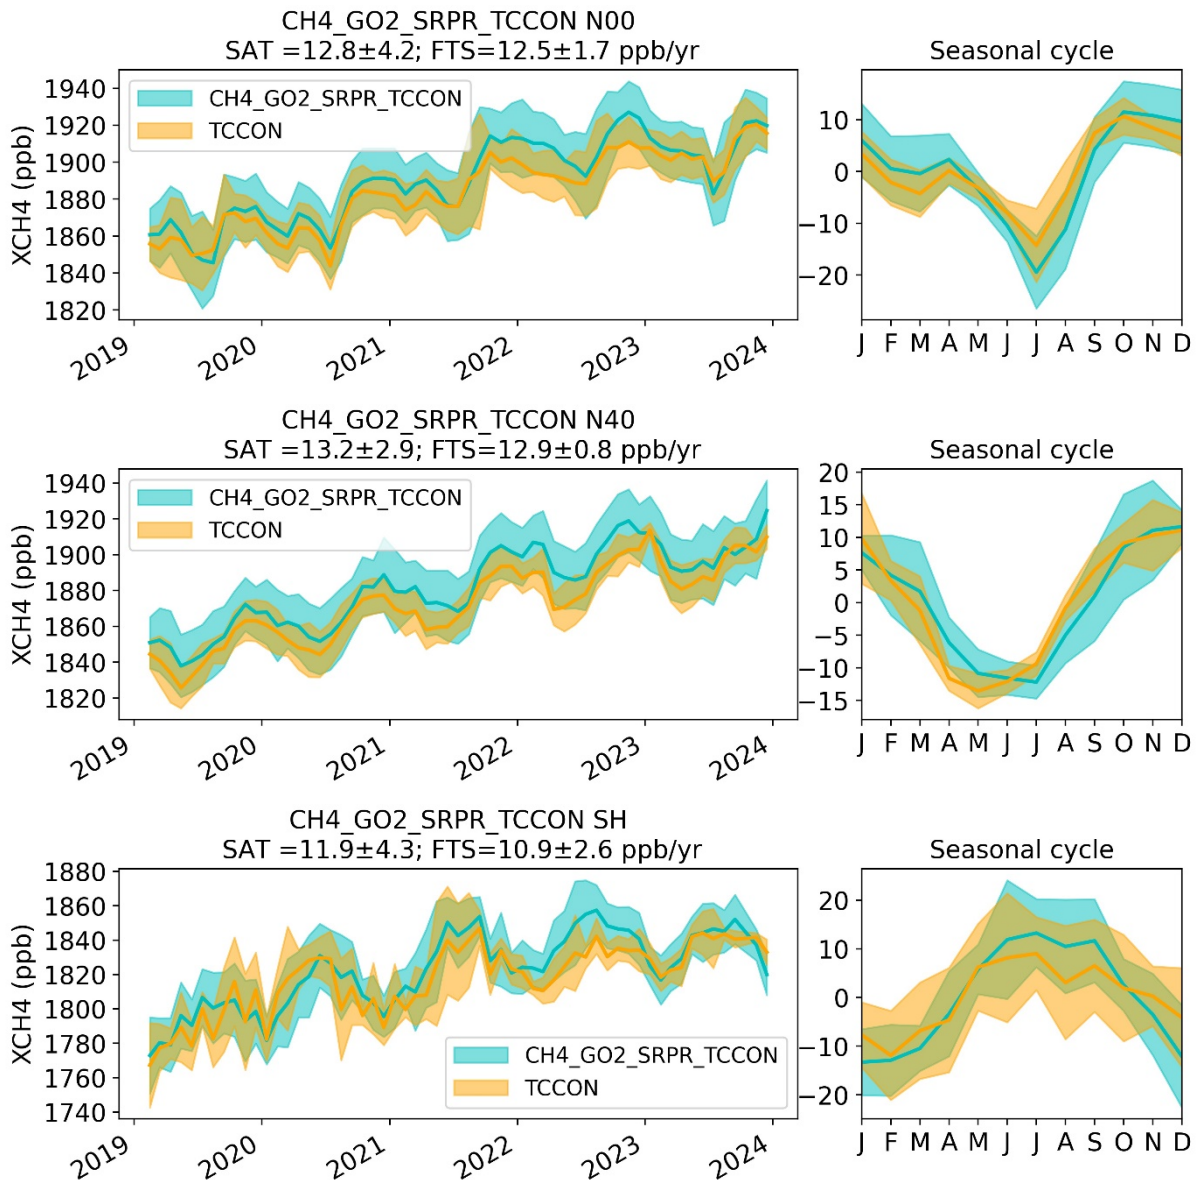 CH4_GO2_SRPR_TCCON N00
SAT =12.8±4.2; FTS=12.5±1.7 ppb/yr
Seasonal cycle
XCH4 (ppb)
1940
1920
1900
1880
1860
1840
1820
CH4_GO2_SRPR_TCCON
TCCON
2019 2020 2021 2022 2023 2024
10
0
−10
−20
J F M A M J J A S O N D
CH4_GO2_SRPR_TCCON N40
SAT =13.2±2.9; FTS=12.9±0.8 ppb/yr
Seasonal cycle
XCH4 (ppb)
1940
1920
1900
1880
1860
1840
1820
CH4_GO2_SRPR_TCCON
TCCON
2019 2020 2021 2022 2023 2024
20
15
10
5
0
−5
−10
−15
J F M A M J J A S O N D
CH4_GO2_SRPR_TCCON SH
SAT =11.9±4.3; FTS=10.9±2.6 ppb/yr
Seasonal cycle
XCH4 (ppb)
1880
1860
1840
1820
1800
1780
1760
1740
CH4_GO2_SRPR_TCCON
TCCON
2019 2020 2021 2022 2023 2024
20
10
0
−10
−20
J F M A M J J A S O N D